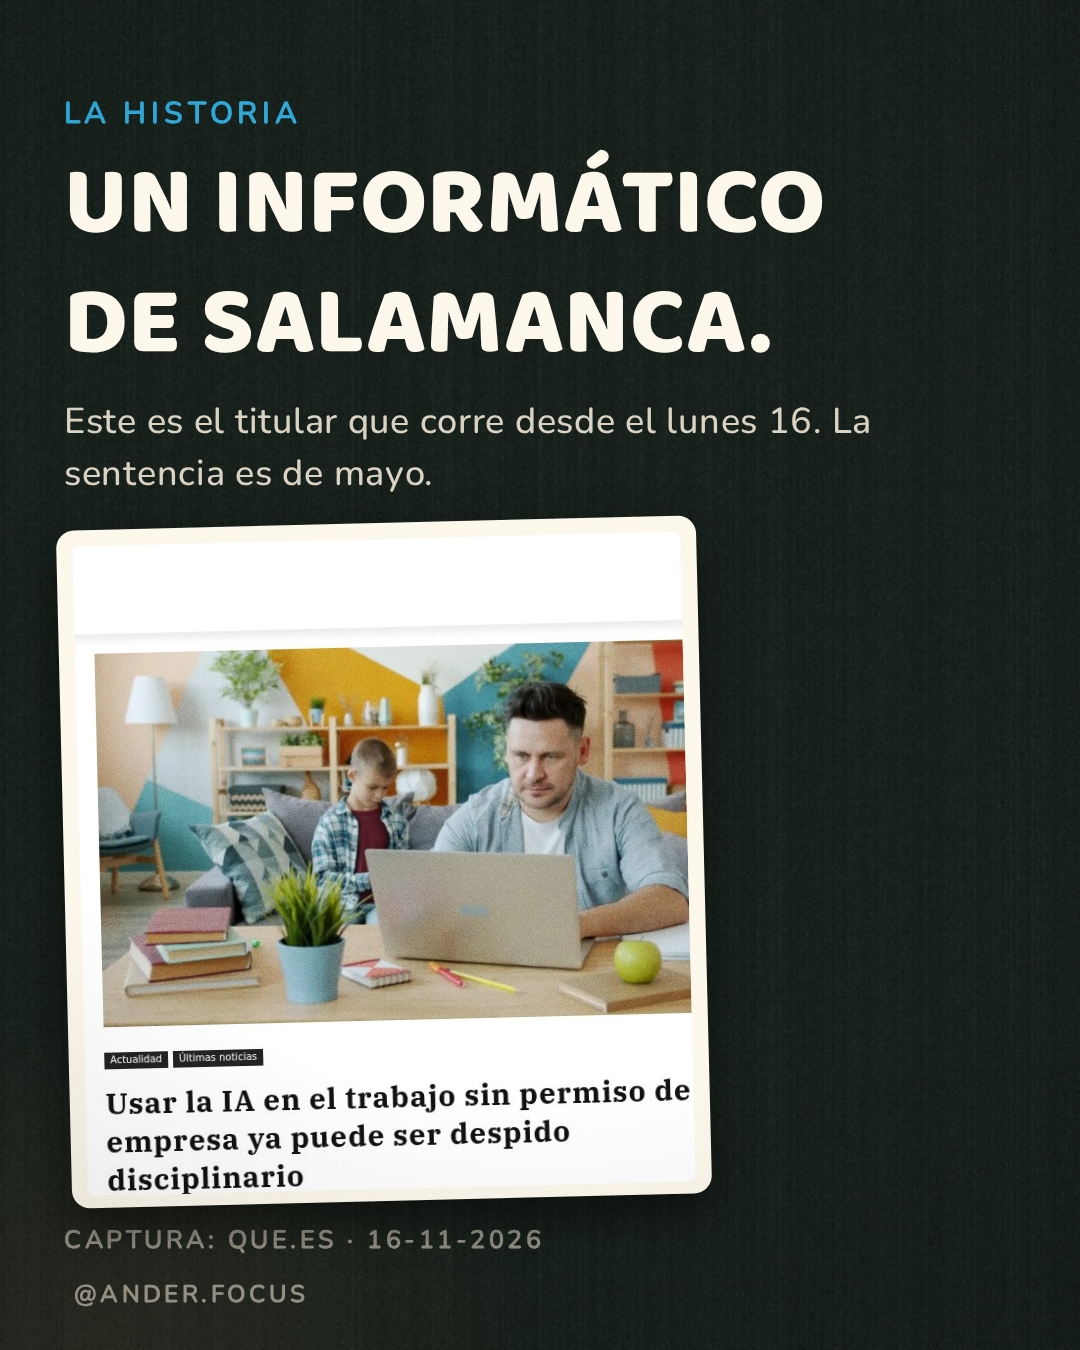 LA HISTORIA
UN INFORMÁTICO
DE SALAMANCA.
Este es el titular que corre desde el lunes 16. La
sentencia es de mayo.
Actualidad Últimas noticias
Usar la IA en el trabajo sin permiso de
empresa ya puede ser despido
disciplinario
CAPTURA: QUE.ES · 16-11-2026
@ANDER.FOCUS